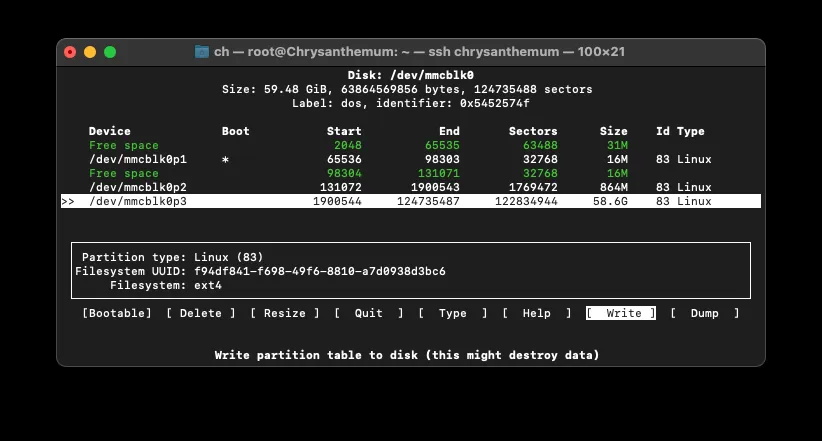 ch — root@Chrysanthemum: ~ — ssh chrysanthemum — 100×21
Disk: /dev/mmcblk0
Size: 59.48 GiB, 63864569856 bytes, 124735488 sectors
Label: dos, identifier: 0x5452574f
Device Boot Start End Sectors Size Id Type
Free space 2048 65535 63488 31M
/dev/mmcblk0p1 * 65536 98303 32768 16M 83 Linux
Free space 98304 131071 32768 16M
/dev/mmcblk0p2 131072 1900543 1769472 864M 83 Linux
>> /dev/mmcblk0p3 1900544 124735487 122834944 58.6G 83 Linux
Partition type: Linux (83)
Filesystem UUID: f94df841-f698-49f6-8810-a7d0938d3bc6
Filesystem: ext4
[Bootable] [ Delete ] [ Resize ] [ Quit ] [ Type ] [ Help ] [ Write ] [ Dump ]
Write partition table to disk (this might destroy data)